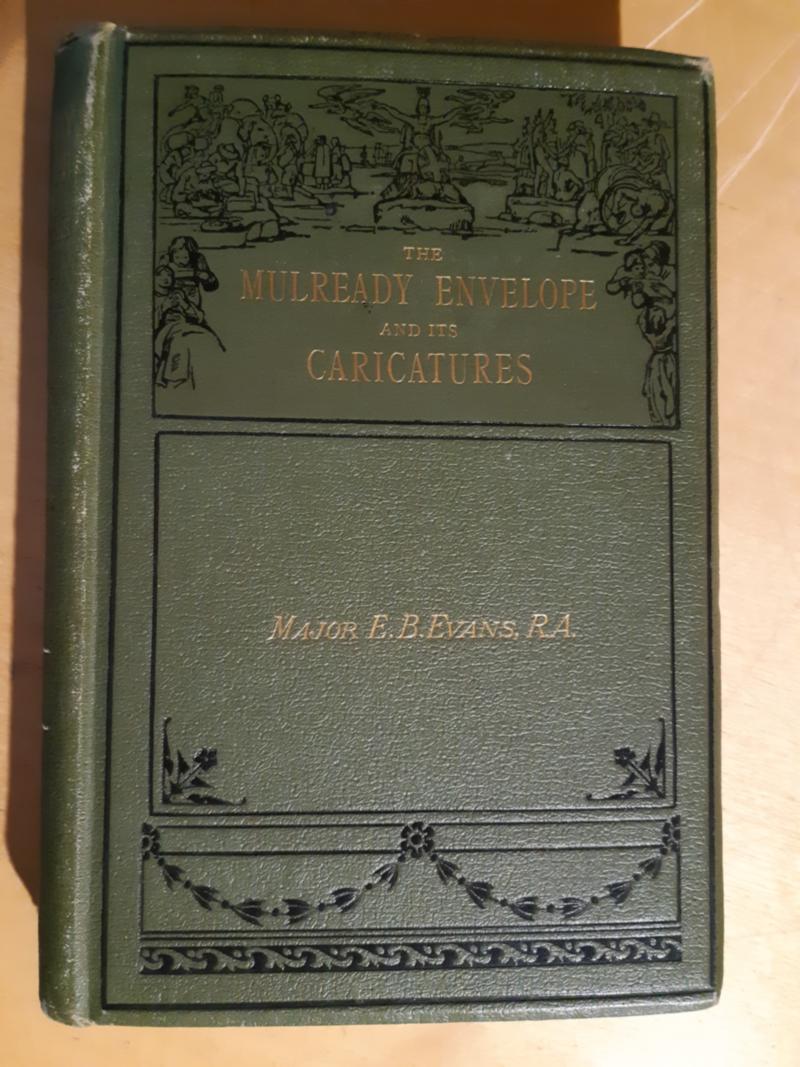 THE
MULREADY ENVELOPE
AND ITS
CARICATURES
MAJOR E. B. EVANS, R.A.